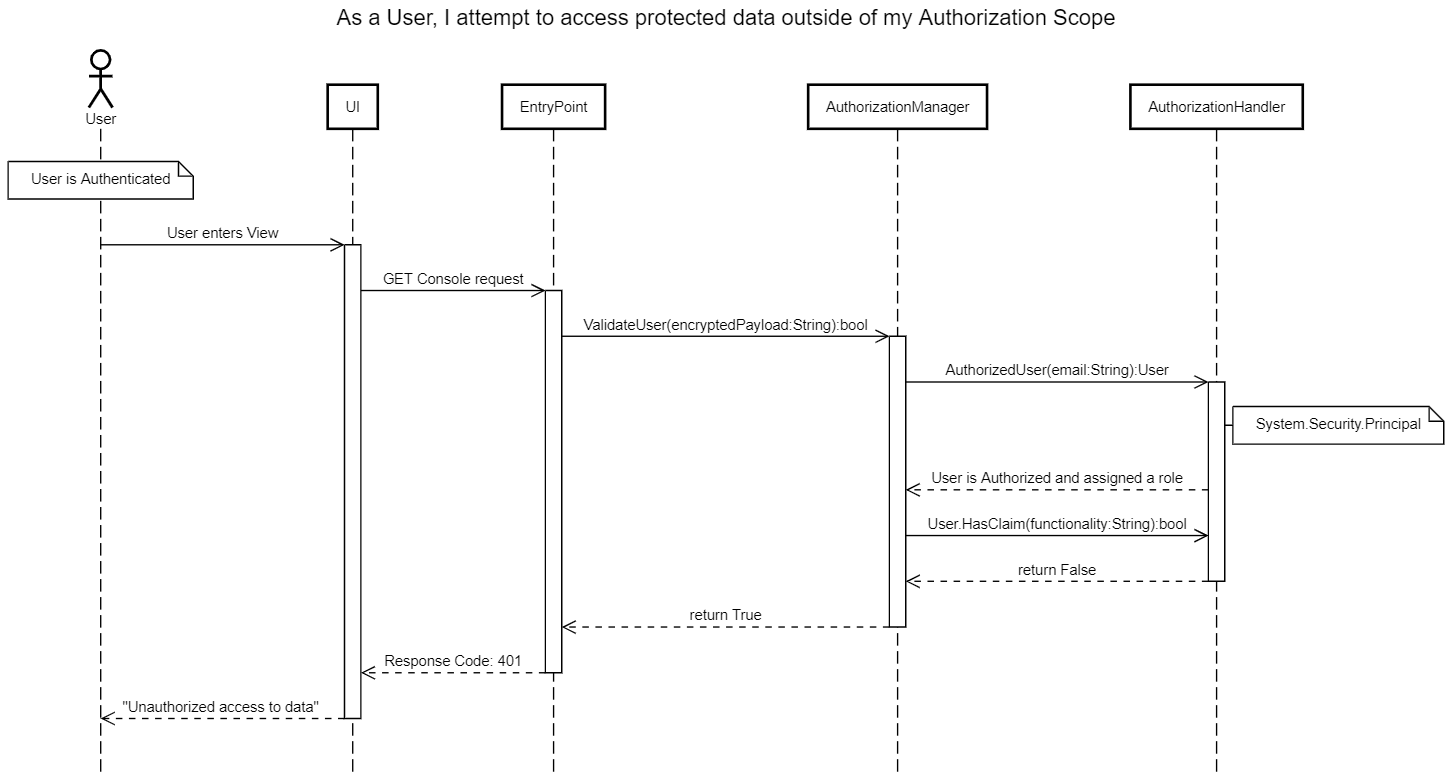 As a User, I attempt to access protected data outside of my Authorization Scope
User
UI
EntryPoint
AuthorizationManager
AuthorizationHandler
User is Authenticated
User enters View
GET Console request
ValidateUser(encryptedPayload:String):bool
AuthorizedUser(email:String):User
System.Security.Principal
User is Authorized and assigned a role
User.HasClaim(functionality:String):bool
return False
return True
Response Code: 401
"Unauthorized access to data"